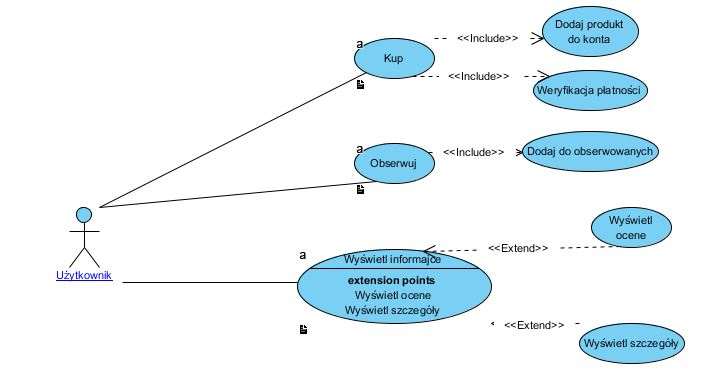 a
Kup
<<Include>>
Dodaj produkt
do konta
<<Include>>
Weryfikacja płatności
a
Obserwuj
<<Include>>
Dodaj do obserwowanych
Użytkownik
a
Wyświetl informajce
extension points
Wyświetl ocene
Wyświetl szczegóły
<<Extend>>
Wyświetl
ocene
<<Extend>>
Wyświetl szczegóły